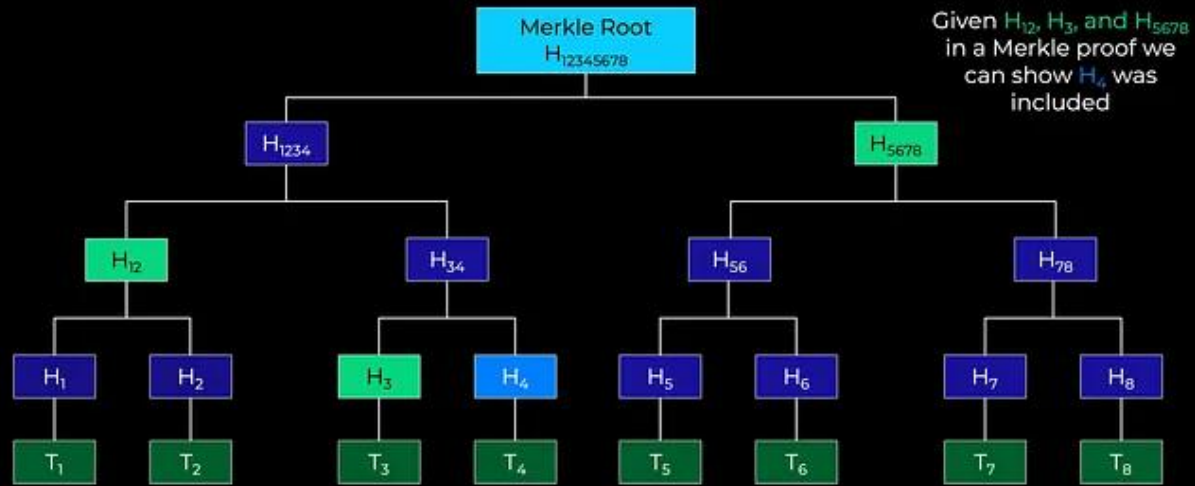 Merkle Root
H₁₂₃₄₅₆₇₈
Given H₁₂, H₃, and H₅₆₇₈
in a Merkle proof we
can show H₄ was
included
H₁₂₃₄
H₅₆₇₈
H₁₂
H₃₄
H₅₆
H₇₈
H₁
H₂
H₃
H₄
H₅
H₆
H₇
H₈
T₁
T₂
T₃
T₄
T₅
T₆
T₇
T₈